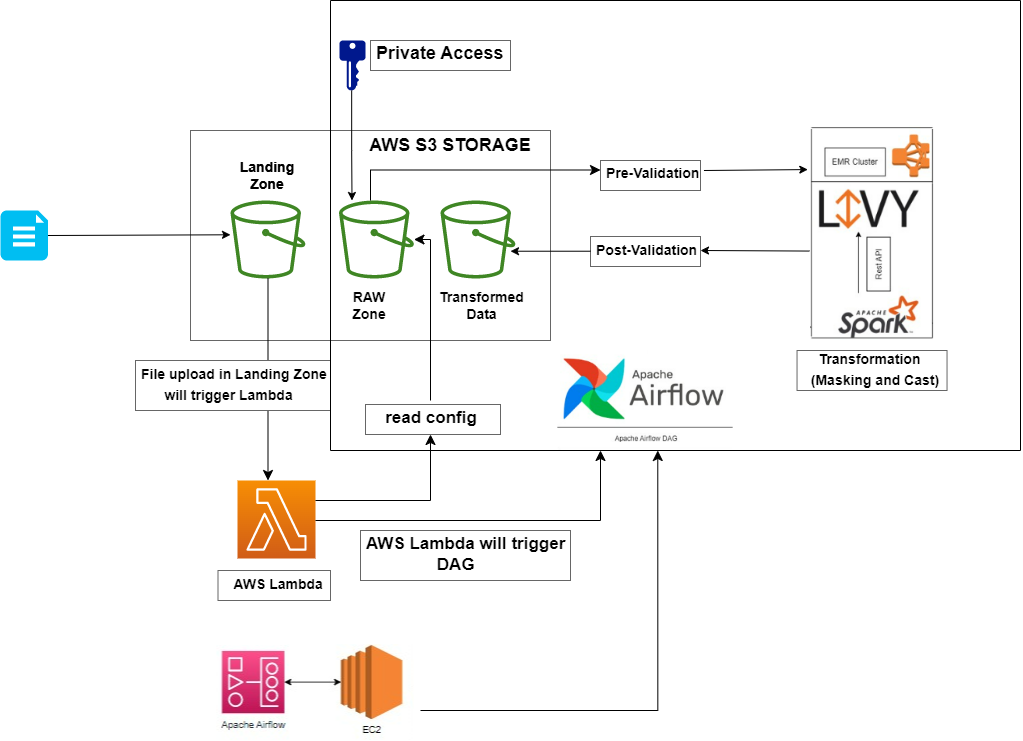 Private Access
AWS S3 STORAGE
Landing
Zone
Pre-Validation
EMR Cluster
LIVY
Post-Validation
Rest API
RAW
Zone
Transformed
Data
APACHE
Spark
Transformation
(Masking and Cast)
File upload in Landing Zone
will trigger Lambda
Apache
Airflow
Apache Airflow DAG
read config
AWS Lambda will trigger
DAG
AWS Lambda
Apache Airflow
EC2